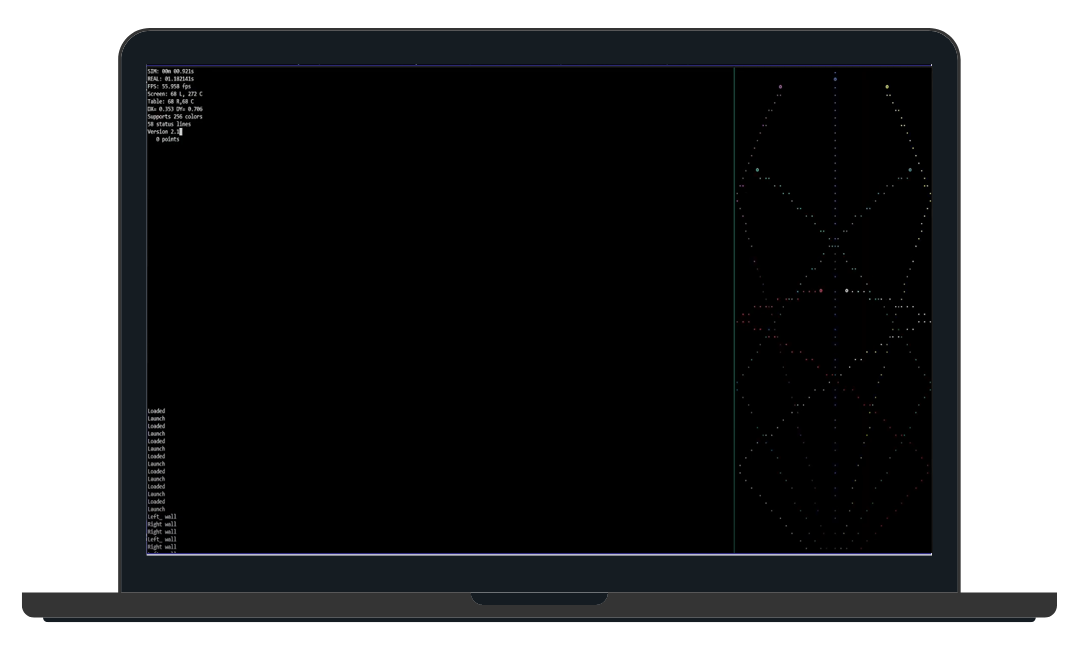 SIM: 00m 00.921s
REAL: 01.182141s
FPS: 55.958 fps
Screen: 68 L, 272 C
Table: 68 R,68 C
DX= 0.353 DY= 0.706
Supports 256 colors
58 status lines
Version 2.1
0 points
Loaded
Launch
Loaded
Launch
Loaded
Launch
Loaded
Launch
Loaded
Launch
Loaded
Launch
Loaded
Launch
Left_ wall
Right wall
Right wall
Left_ wall
Right wall